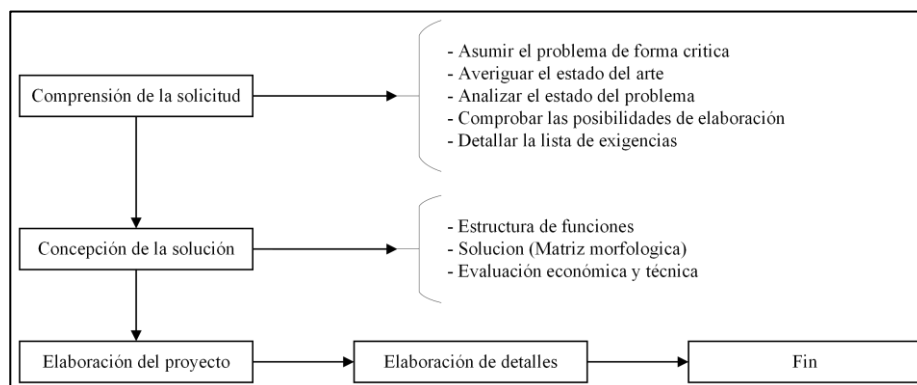 Comprensión de la solicitud
- Asumir el problema de forma critica
- Averiguar el estado del arte
- Analizar el estado del problema
- Comprobar las posibilidades de elaboración
- Detallar la lista de exigencias
Concepción de la solución
- Estructura de funciones
- Solucion (Matriz morfologica)
- Evaluación económica y técnica
Elaboración del proyecto
Elaboración de detalles
Fin